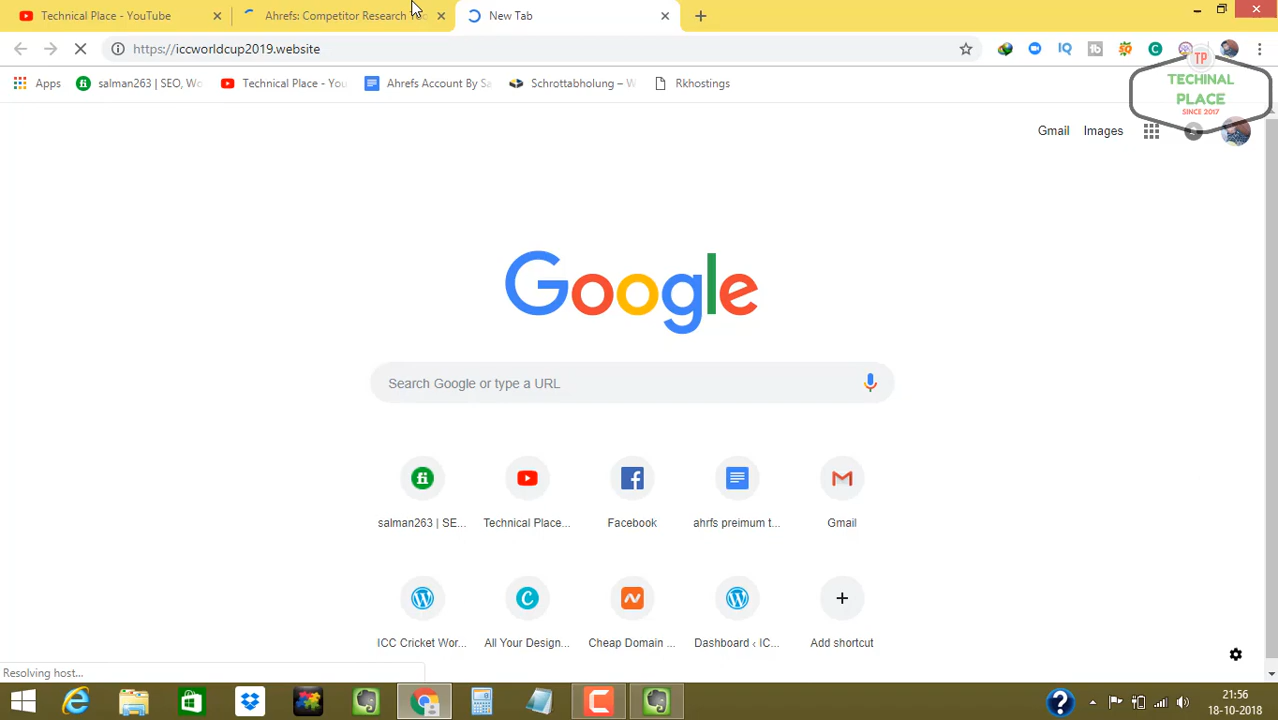 Technical Place - YouTube
Ahrefs: Competitor Research
New Tab
https://iccworldcup2019.website
IQ
Apps
salman263 | SEO, Wo
Technical Place - You
Ahrefs Account By Sa
Schrottabholung – W
Rkhostings
TP
TECHINAL
PLACE
SINCE 2017
Gmail
Images
Google
Search Google or type a URL
salman263 | SE...
Technical Place...
Facebook
ahrfs preimum t...
Gmail
ICC Cricket Wor...
All Your Design...
Cheap Domain ...
Dashboard ‹ IC...
Add shortcut
Resolving host...
21:56
18-10-2018